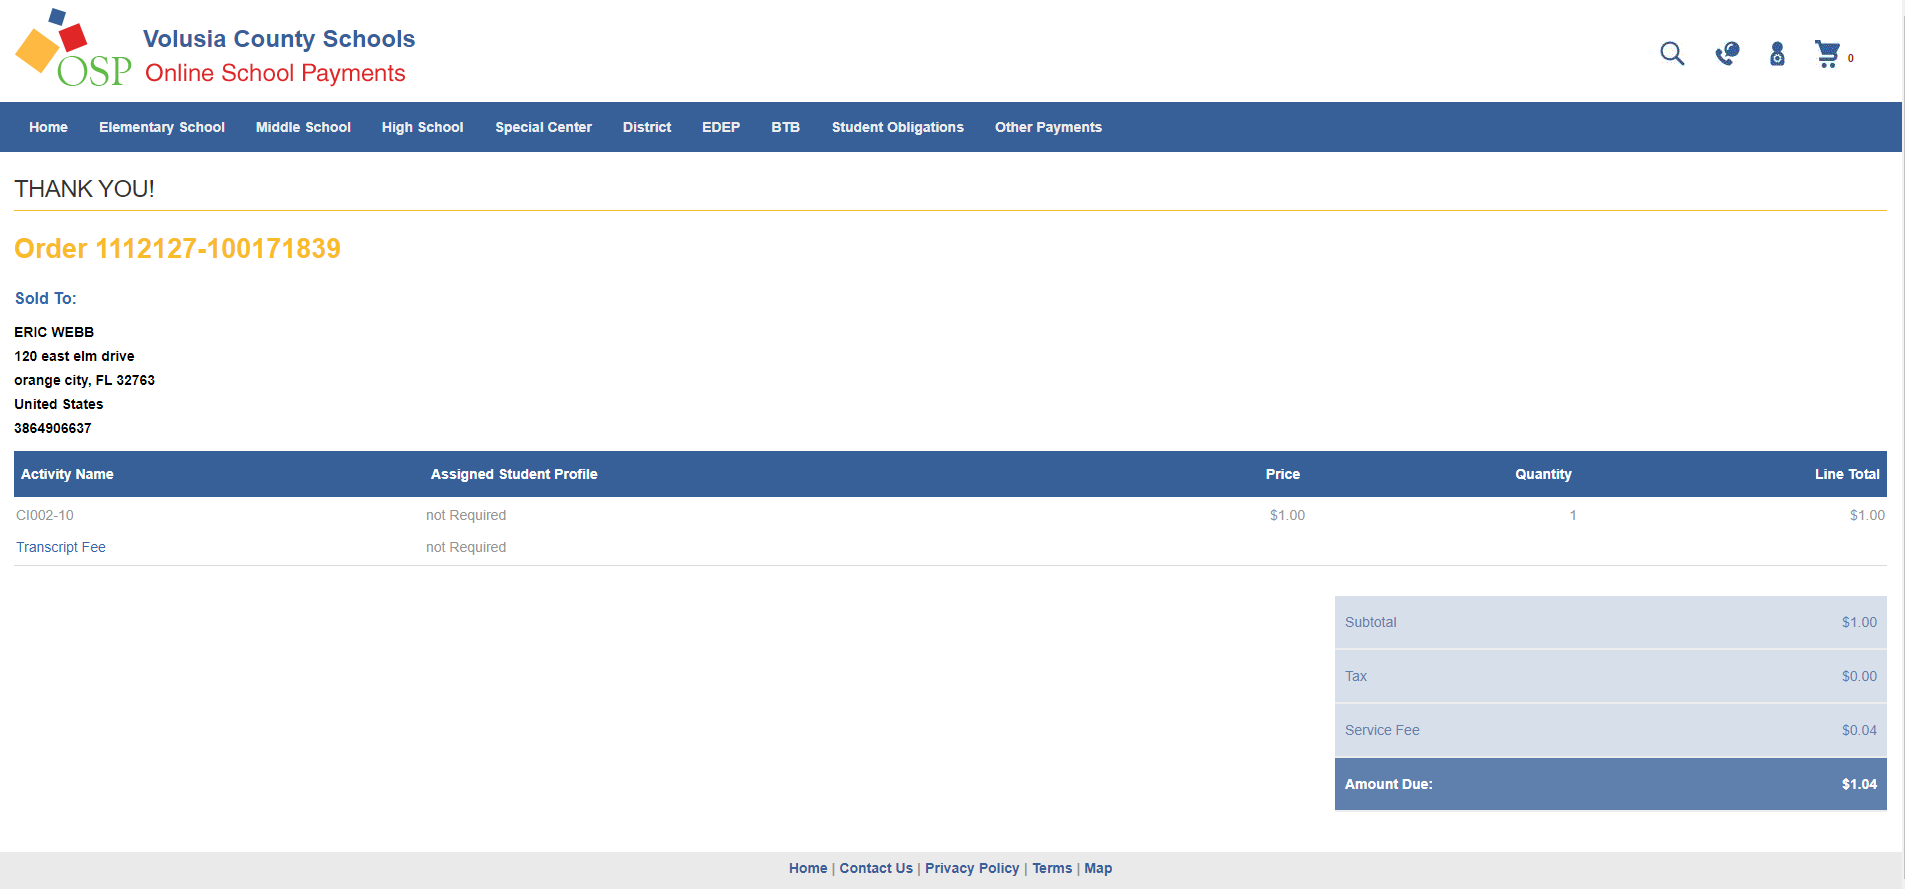 OSP
Volusia County Schools
Online School Payments
0
Home Elementary School Middle School High School Special Center District EDEP BTB Student Obligations Other Payments
THANK YOU!
Order 1112127-100171839
Sold To:
ERIC WEBB
120 east elm drive
orange city, FL 32763
United States
3864906637
Activity Name Assigned Student Profile Price Quantity Line Total
CI002-10 not Required $1.00 1 $1.00
Transcript Fee not Required
Subtotal $1.00
Tax $0.00
Service Fee $0.04
Amount Due: $1.04
Home | Contact Us | Privacy Policy | Terms | Map